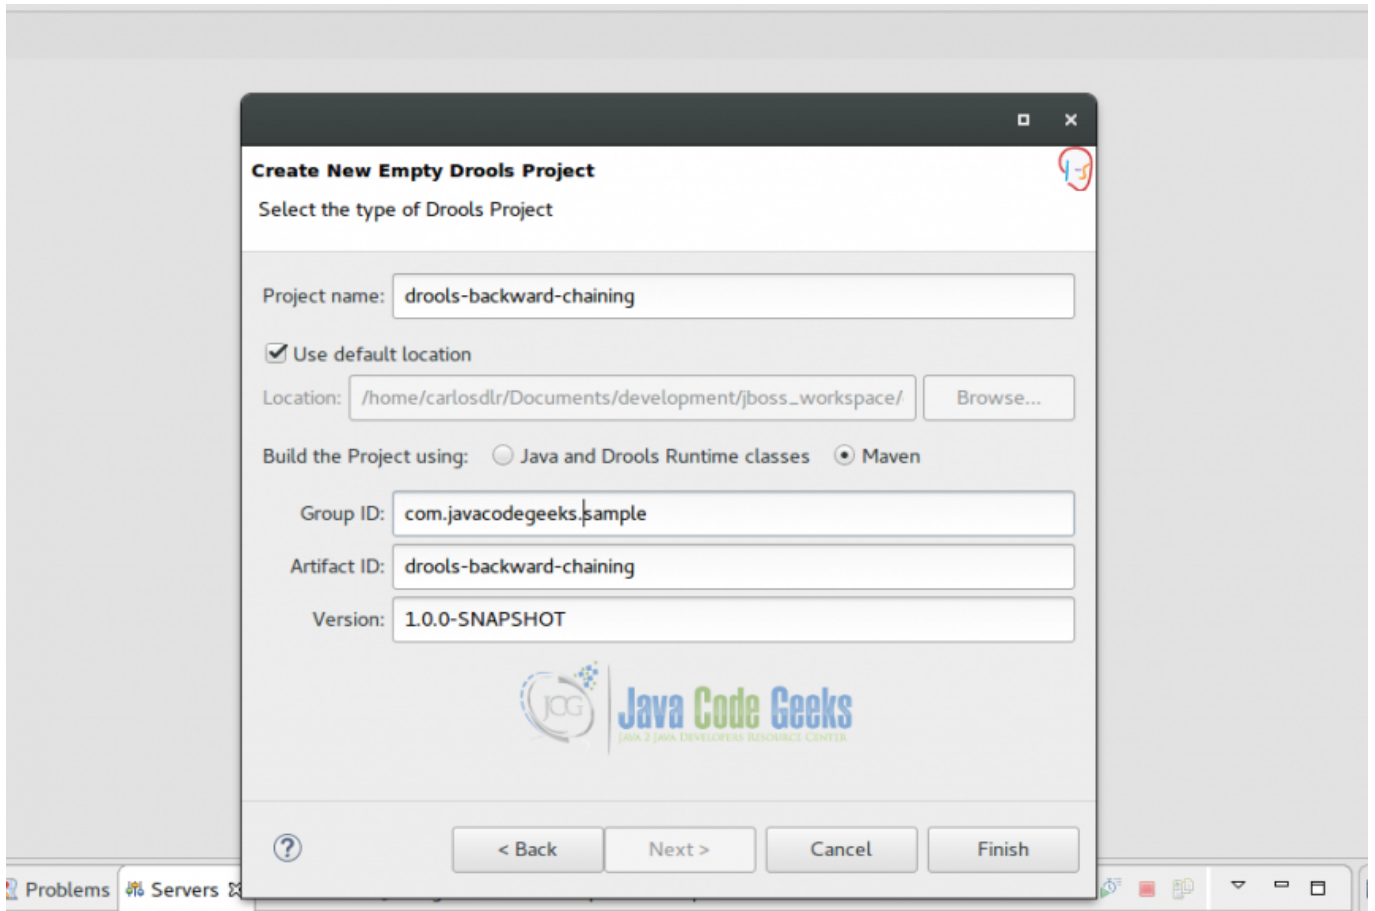 Create New Empty Drools Project
Select the type of Drools Project
Project name: drools-backward-chaining
Use default location
Location: /home/carlosdlr/Documents/development/jboss_workspace/ Browse...
Build the Project using: Java and Drools Runtime classes Maven
Group ID: com.javacodegeeks.sample
Artifact ID: drools-backward-chaining
Version: 1.0.0-SNAPSHOT
JCG Java Code Geeks
JAVA 2 JAVA DEVELOPERS RESOURCE CENTER
? < Back Next > Cancel Finish
Problems Servers